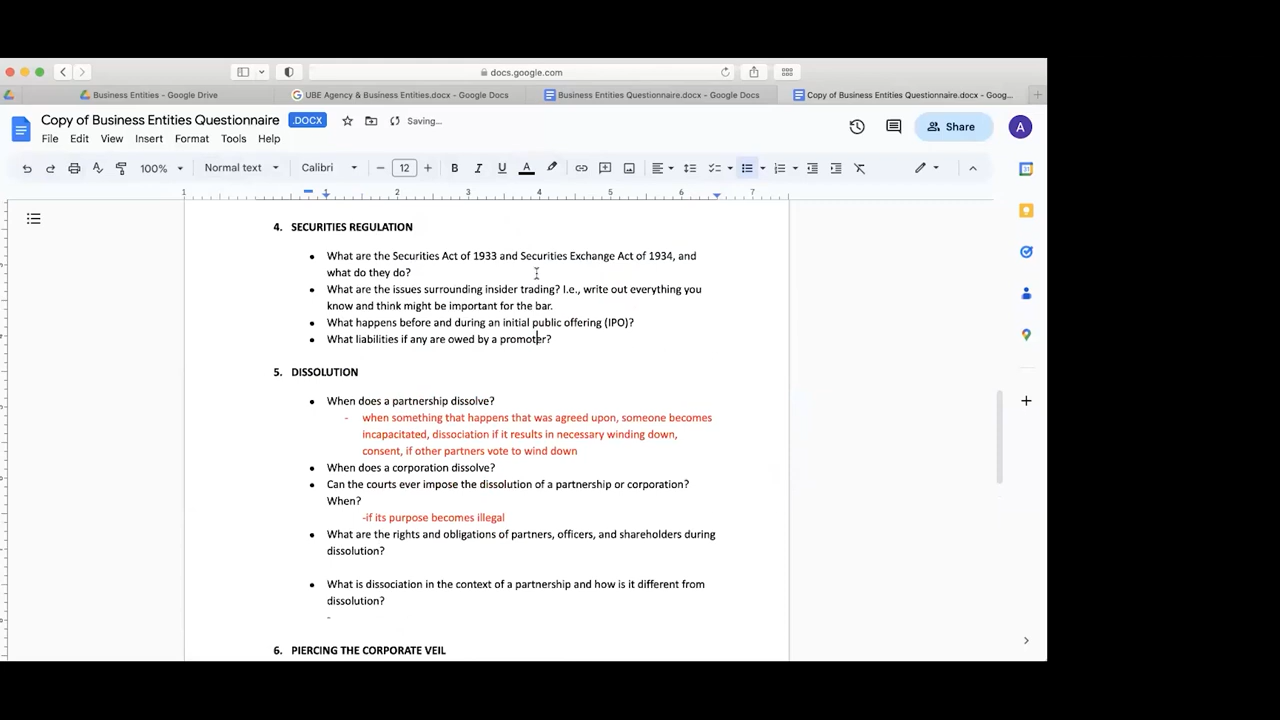 docs.google.com
Business Entities - Google Drive
UBE Agency & Business Entities.docx - Google Docs
Business Entities Questionnaire.docx - Google Docs
Copy of Business Entities Questionnaire.docx - Goog...
Copy of Business Entities Questionnaire .DOCX Saving...
File Edit View Insert Format Tools Help
Share
A
100% Normal text Calibri 12 B I U A
1 1 2 3 4 5 6 7
4. SECURITIES REGULATION
• What are the Securities Act of 1933 and Securities Exchange Act of 1934, and
what do they do?
• What are the issues surrounding insider trading? I.e., write out everything you
know and think might be important for the bar.
• What happens before and during an initial public offering (IPO)?
• What liabilities if any are owed by a promoter?
5. DISSOLUTION
• When does a partnership dissolve?
- when something that happens that was agreed upon, someone becomes
incapacitated, dissociation if it results in necessary winding down,
consent, if other partners vote to wind down
• When does a corporation dissolve?
• Can the courts ever impose the dissolution of a partnership or corporation?
When?
-if its purpose becomes illegal
• What are the rights and obligations of partners, officers, and shareholders during
dissolution?
• What is dissociation in the context of a partnership and how is it different from
dissolution?
-
6. PIERCING THE CORPORATE VEIL